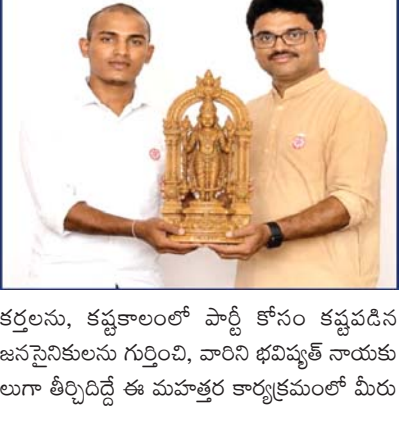 కర్తలను, కష్టకాలంలో పార్టీ కోసం కష్టపడిన
జనసైనికులను గుర్తించి, వారిని భవిష్యత్ నాయకు
లుగా తీర్చిదిద్దే ఈ మహత్తర కార్యక్రమంలో మీరు